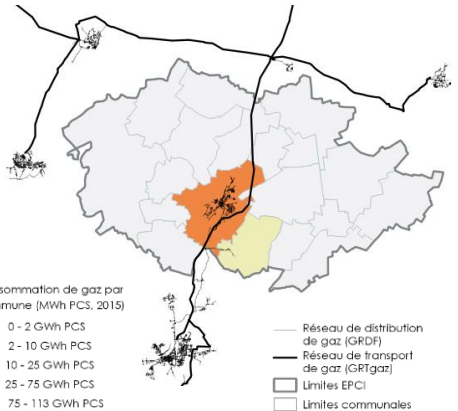 sommation de gaz par
mmune (MWh PCS, 2015)
0 - 2 GWh PCS
2 - 10 GWh PCS
10 - 25 GWh PCS
25 - 75 GWh PCS
75 - 113 GWh PCS
Réseau de distribution
de gaz (GRDF)
Réseau de transport
de gaz (GRTgaz)
Limites EPCI
Limites communales